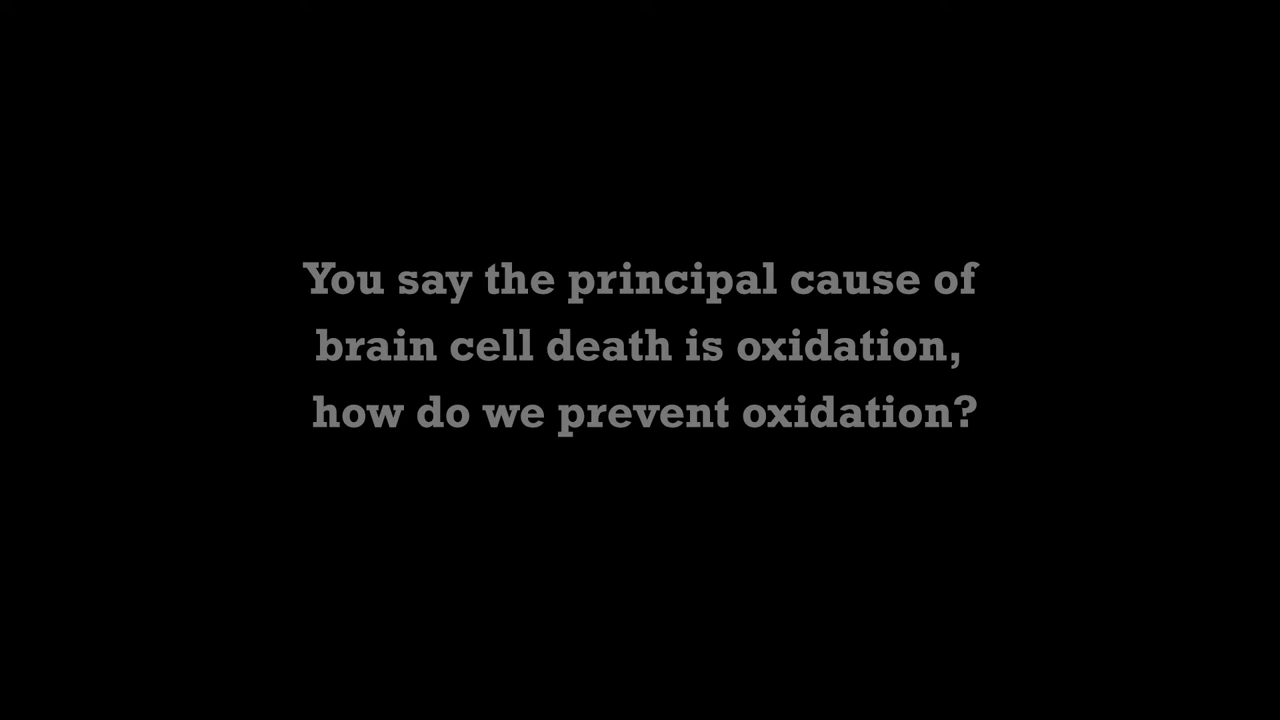 You say the principal cause of
brain cell death is oxidation,
how do we prevent oxidation?